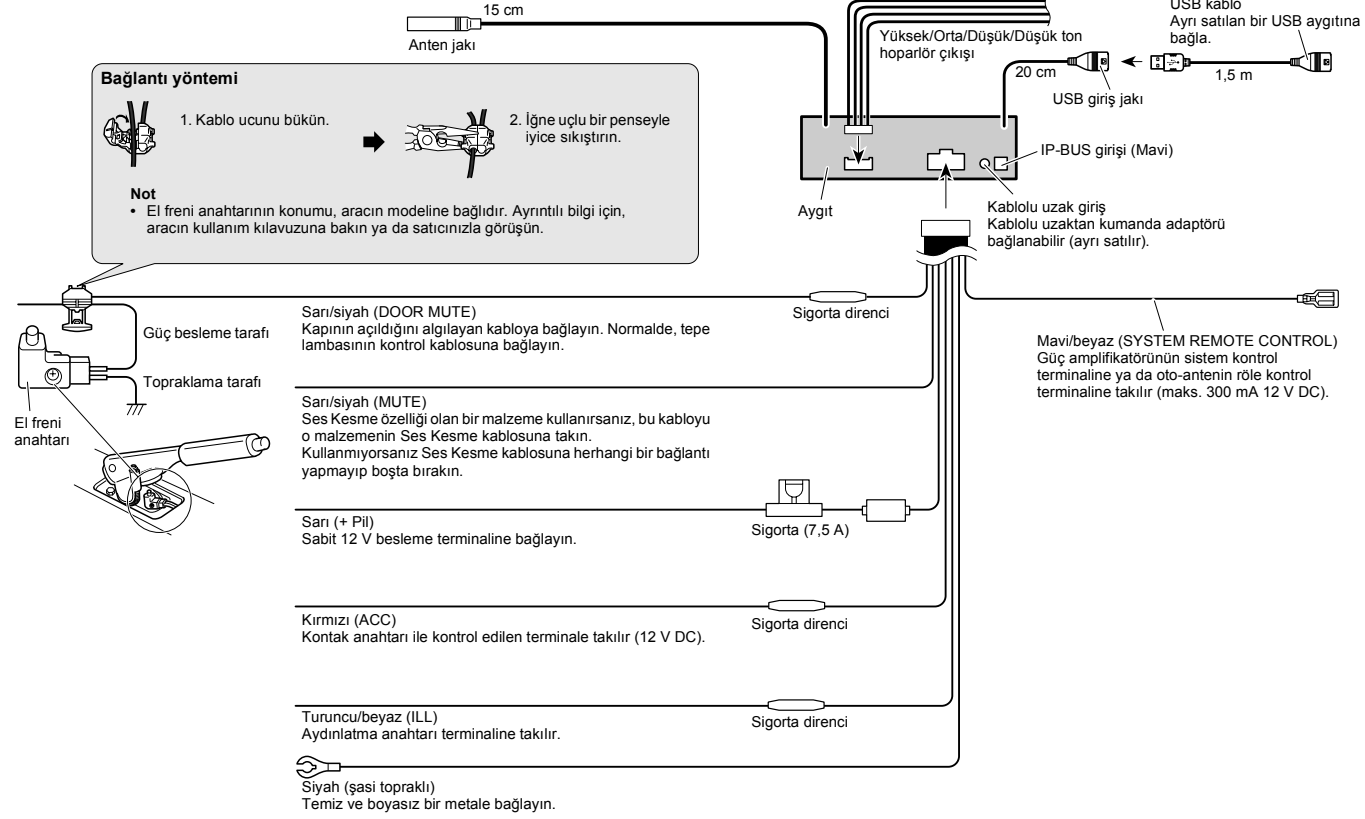 15 cm
Anten jakı
Yüksek/Orta/Düşük/Düşük ton
hoparlör çıkışı
USB kablo
Ayrı satılan bir USB aygıtına
bağla.
20 cm
1,5 m
USB giriş jakı
IP-BUS girişi (Mavi)
Aygıt
Kablolu uzak giriş
Kablolu uzaktan kumanda adaptörü
bağlanabilir (ayrı satılır).
Bağlantı yöntemi
1. Kablo ucunu bükün.
2. İğne uçlu bir penseyle
iyice sıkıştırın.
Not
• El freni anahtarının konumu, aracın modeline bağlıdır. Ayrıntılı bilgi için,
aracın kullanım kılavuzuna bakın ya da satıcınızla görüşün.
Güç besleme tarafı
Topraklama tarafı
El freni
anahtarı
Sarı/siyah (DOOR MUTE)
Kapının açıldığını algılayan kabloya bağlayın. Normalde, tepe
lambasının kontrol kablosuna bağlayın.
Sigorta direnci
Mavi/beyaz (SYSTEM REMOTE CONTROL)
Güç amplifikatörünün sistem kontrol
terminaline ya da oto-antenin röle kontrol
terminaline takılır (maks. 300 mA 12 V DC).
Sarı/siyah (MUTE)
Ses Kesme özelliği olan bir malzeme kullanırsanız, bu kabloyu
o malzemenin Ses Kesme kablosuna takın.
Kullanmıyorsanız Ses Kesme kablosuna herhangi bir bağlantı
yapmayıp boşta bırakın.
Sarı (+ Pil)
Sabit 12 V besleme terminaline bağlayın.
Sigorta (7,5 A)
Kırmızı (ACC)
Kontak anahtarı ile kontrol edilen terminale takılır (12 V DC).
Sigorta direnci
Turuncu/beyaz (ILL)
Aydınlatma anahtarı terminaline takılır.
Sigorta direnci
Siyah (şasi topraklı)
Temiz ve boyasız bir metale bağlayın.